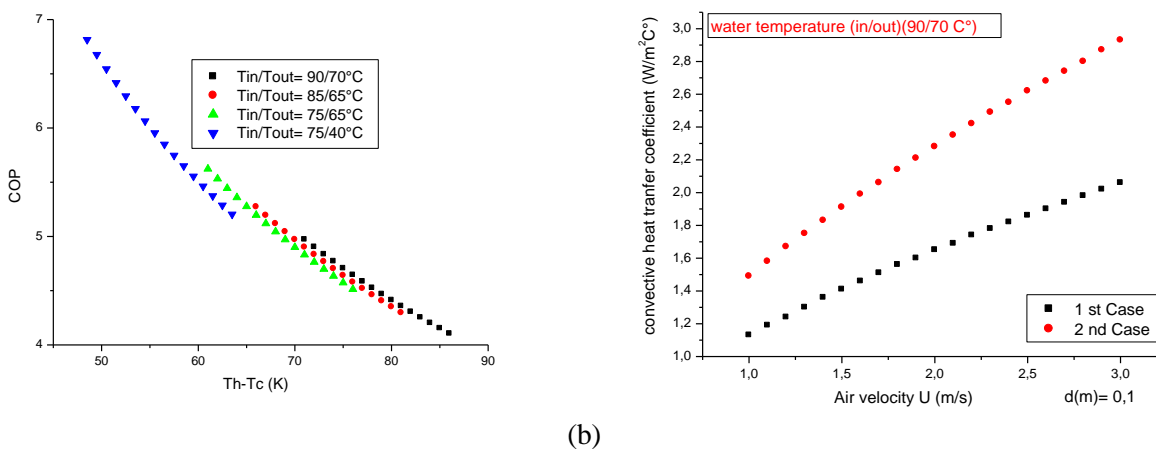 7
6
5
4
COP
50
60
70
80
90
Th-Tc (K)
Tin/Tout= 90/70°C
Tin/Tout= 85/65°C
Tin/Tout= 75/65°C
Tin/Tout= 75/40°C
water temperature (in/out)(90/70 C°)
3,0
2,8
2,6
2,4
2,2
2,0
1,8
1,6
1,4
1,2
1,0
convective heat tranfer coefficient (W/m²C°)
1 st Case
2 nd Case
1,0
1,5
2,0
2,5
3,0
Air velocity U (m/s)
d(m)= 0,1
(b)